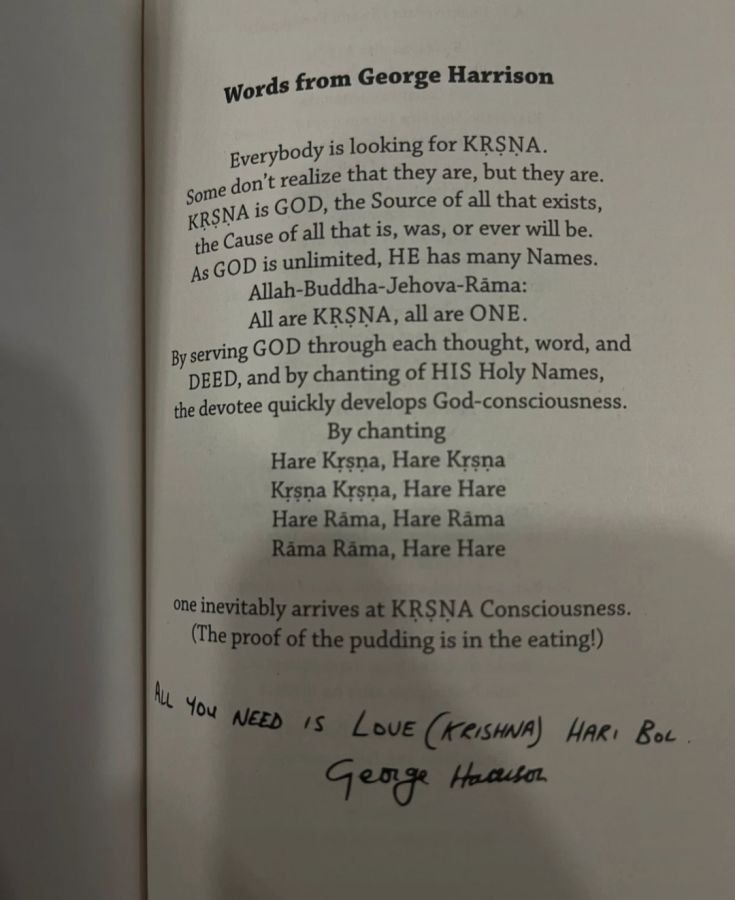 Words from George Harrison
Everybody is looking for KṚṢṆA.
Some don't realize that they are, but they are.
KṚṢṆA is GOD, the Source of all that exists,
the Cause of all that is, was, or ever will be.
As GOD is unlimited, HE has many Names.
Allah-Buddha-Jehova-Rāma:
All are KṚṢṆA, all are ONE.
By serving GOD through each thought, word, and
DEED, and by chanting of HIS Holy Names,
the devotee quickly develops God-consciousness.
By chanting
Hare Kṛṣṇa, Hare Kṛṣṇa
Kṛṣṇa Kṛṣṇa, Hare Hare
Hare Rāma, Hare Rāma
Rāma Rāma, Hare Hare
one inevitably arrives at KṚṢṆA Consciousness.
(The proof of the pudding is in the eating!)
ALL YOU NEED IS LOVE (KRISHNA) HARI BOL.
George Harrison